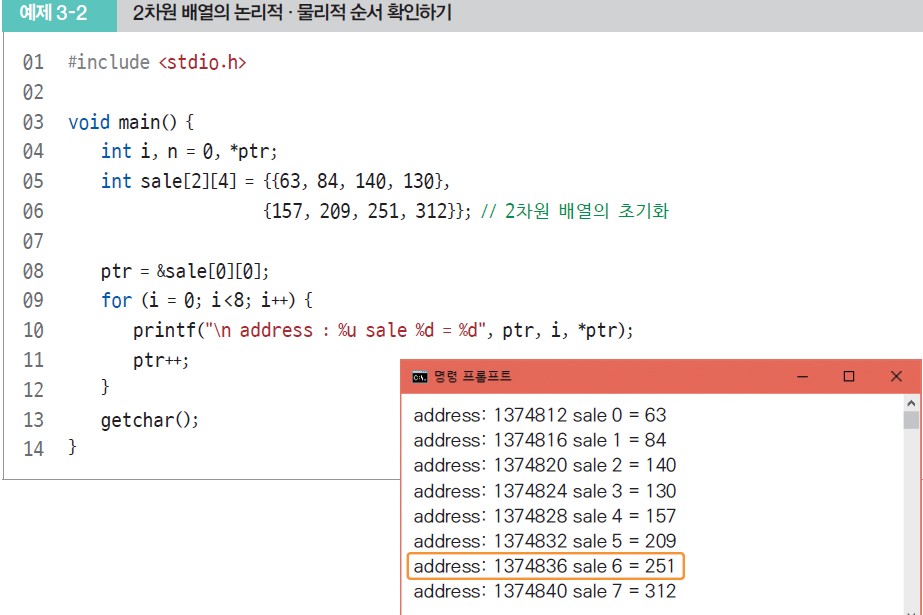 예제 3-2 2차원 배열의 논리적 · 물리적 순서 확인하기
01 #include <stdio.h>
02
03 void main() {
04 int i, n = 0, *ptr;
05 int sale[2][4] = {{63, 84, 140, 130},
06 {157, 209, 251, 312}}; // 2차원 배열의 초기화
07
08 ptr = &sale[0][0];
09 for (i = 0; i<8; i++) {
10 printf("\n address : %u sale %d = %d", ptr, i, *ptr);
11 ptr++;
12 }
13 getchar();
14 }
명령 프롬프트
address: 1374812 sale 0 = 63
address: 1374816 sale 1 = 84
address: 1374820 sale 2 = 140
address: 1374824 sale 3 = 130
address: 1374828 sale 4 = 157
address: 1374832 sale 5 = 209
address: 1374836 sale 6 = 251
address: 1374840 sale 7 = 312